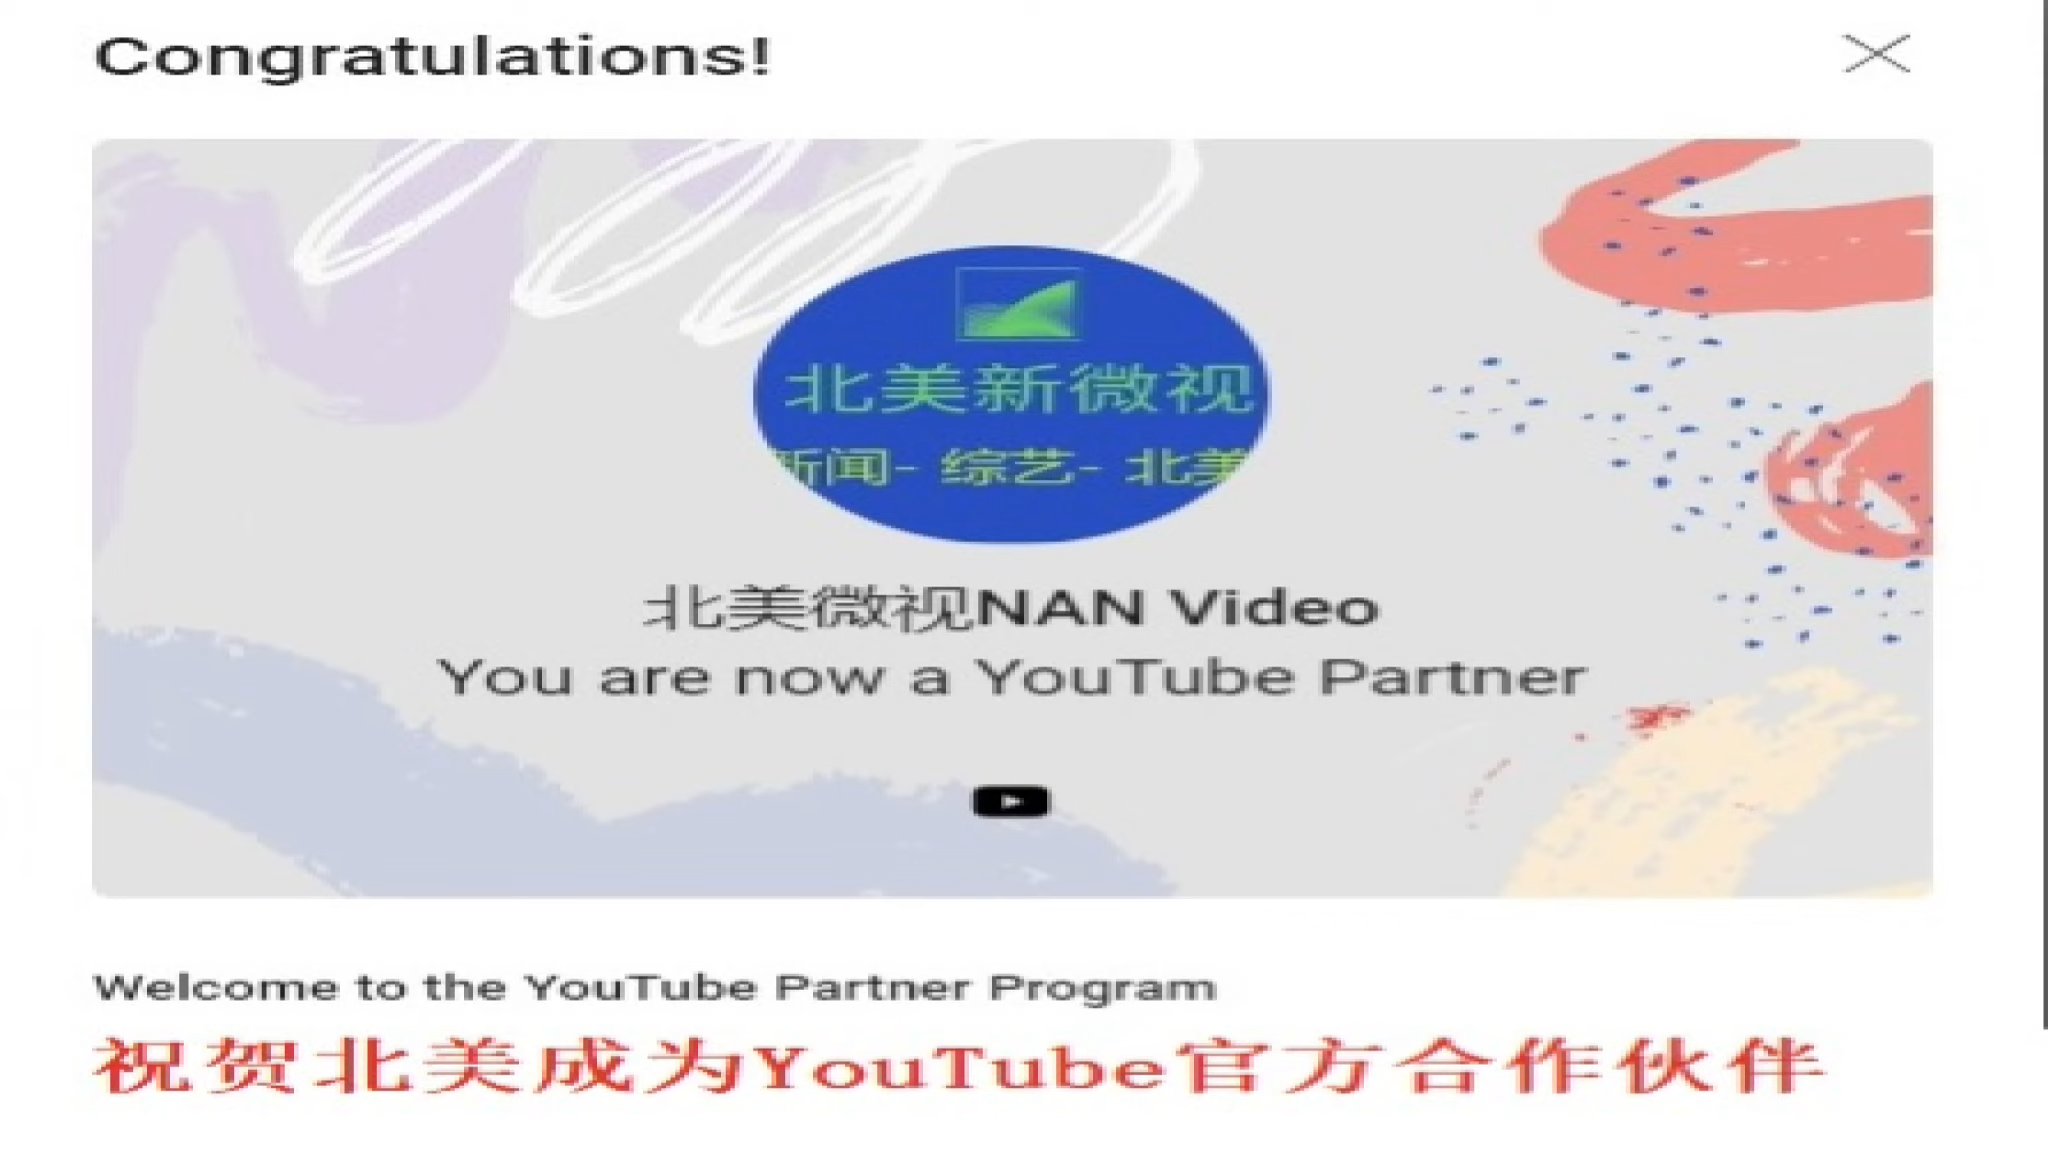 Congratulations!
北美新微视
新闻- 综艺- 北美
北美微视NAN Video
You are now a YouTube Partner
Welcome to the YouTube Partner Program
祝贺北美成为YouTube官方合作伙伴